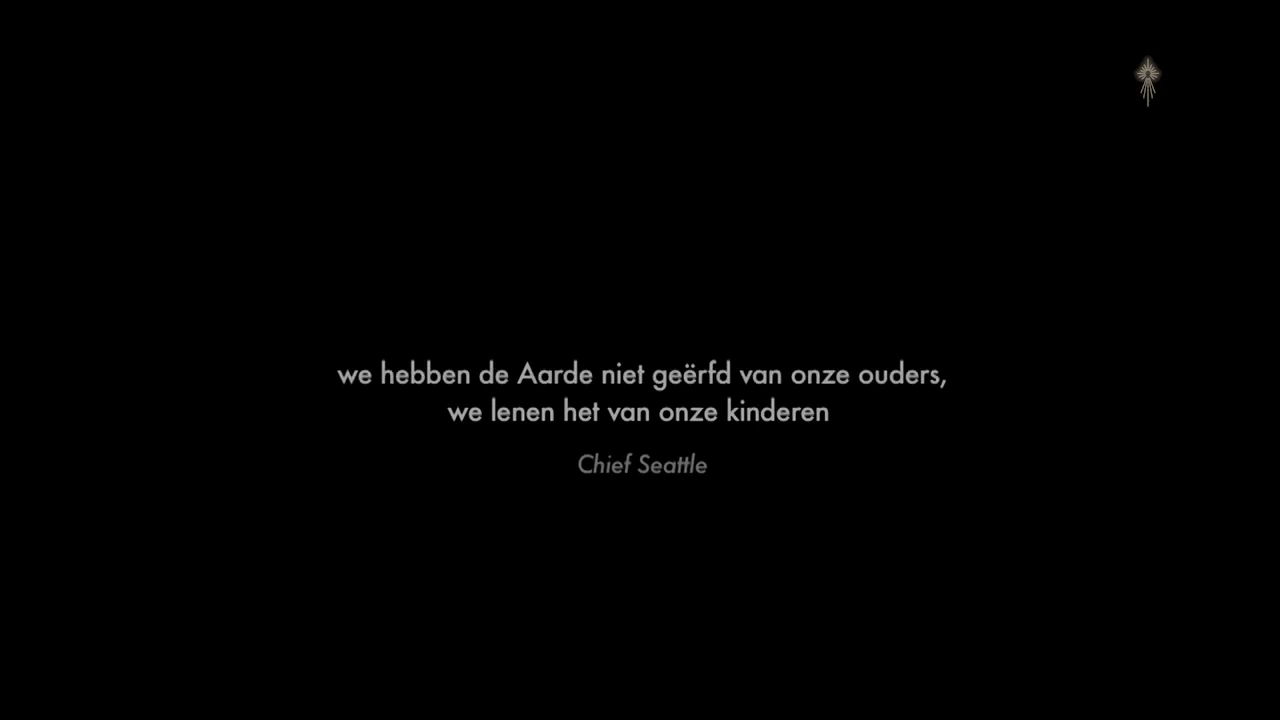 we hebben de Aarde niet geërfd van onze ouders,
we lenen het van onze kinderen
Chief Seattle